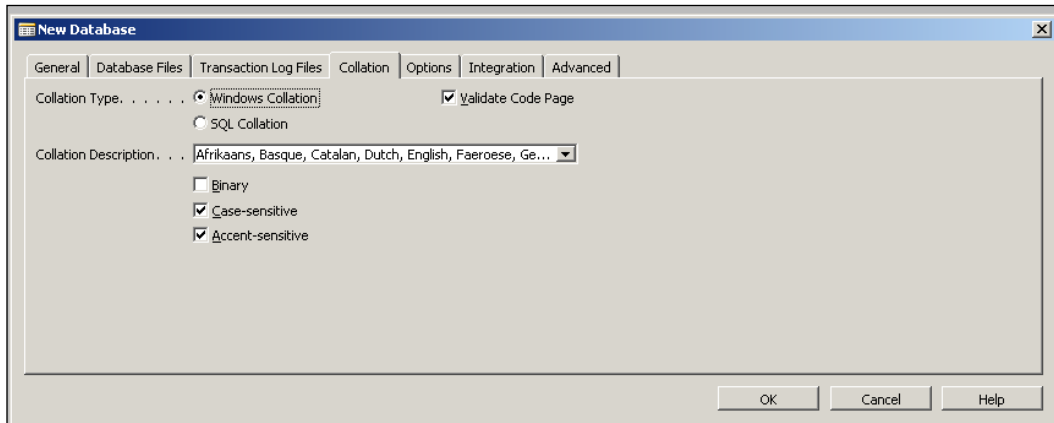 New Database
General Database Files Transaction Log Files Collation Options Integration Advanced
Collation Type. . . . . . Windows Collation Validate Code Page
SQL Collation
Collation Description. . . Afrikaans, Basque, Catalan, Dutch, English, Faeroese, Ge...
Binary
Case-sensitive
Accent-sensitive
OK Cancel Help